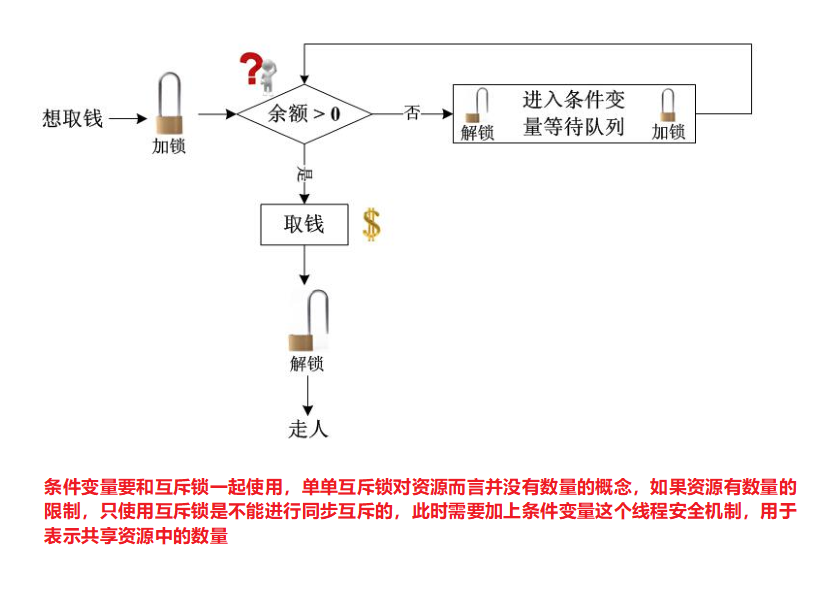 想取钱
加锁
余额 > 0
否
解锁
进入条件变
量等待队列
加锁
是
取钱
解锁
走人
条件变量要和互斥锁一起使用，单单互斥锁对资源而言并没有数量的概念，如果资源有数量的
限制，只使用互斥锁是不能进行同步互斥的，此时需要加上条件变量这个线程安全机制，用于
表示共享资源中的数量